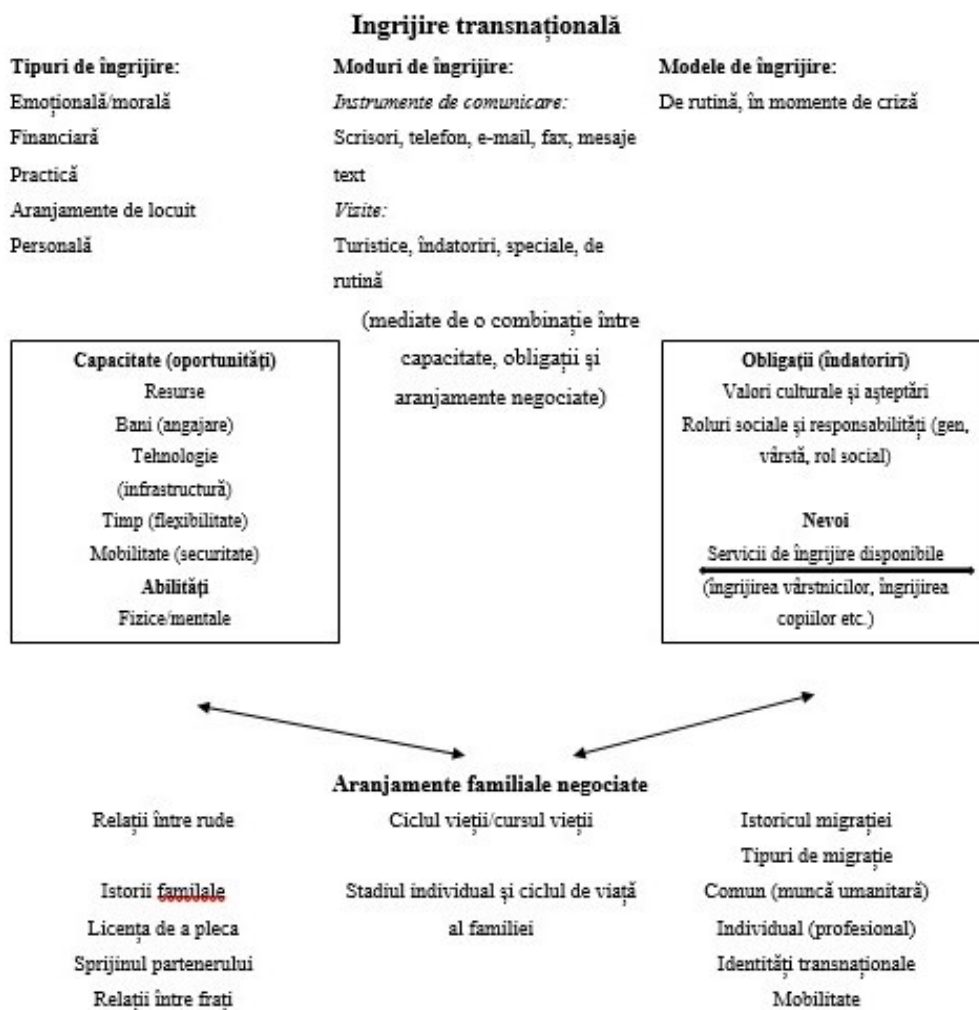 Ingrijire transnațională
Tipuri de îngrijire:
Emoțională/morală
Financiară
Practică
Aranjamente de locuit
Personală
Moduri de îngrijire:
Instrumente de comunicare:
Scrisori, telefon, e-mail, fax, mesaje
text
Vizite:
Turistice, îndatoriri, speciale, de
rutină
Modele de îngrijire:
De rutină, în momente de criză
(mediate de o combinație între
capacitate, obligații și
aranjamente negociate)
Capacitate (oportunități)
Resurse
Bani (angajare)
Tehnologie
(infrastructură)
Timp (flexibilitate)
Mobilitate (securitate)
Abilități
Fizice/mentale
Obligații (îndatoriri)
Valori culturale și așteptări
Roluri sociale și responsabilități (gen,
vârstă, rol social)
Nevoi
Servicii de îngrijire disponibile
(îngrijirea vârstnicilor, îngrijirea
copiilor etc.)
Aranjamente familiale negociate
Relații între rude
Istorii familale
Licența de a pleca
Sprijinul partenerului
Relații între frați
Ciclul vieții/cursul vieții
Stadiul individual și ciclul de viață
al familiei
Istoricul migrației
Tipuri de migrație
Comun (muncă umanitară)
Individual (profesional)
Identități transnaționale
Mobilitate